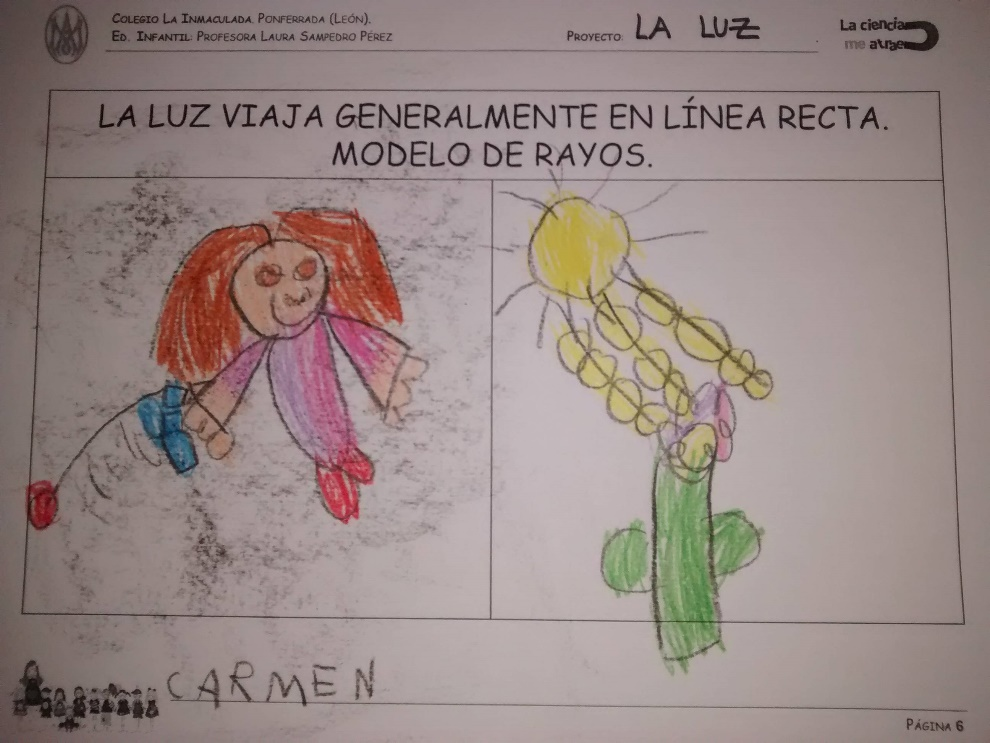 COLEGIO LA INMACULADA. PONFERRADA (LEÓN).
ED. INFANTIL: PROFESORA LAURA SAMPEDRO PÉREZ
PROYECTO: LA LUZ
La ciencia
me atrae
LA LUZ VIAJA GENERALMENTE EN LÍNEA RECTA.
MODELO DE RAYOS.
CARMEN
PÁGINA 6